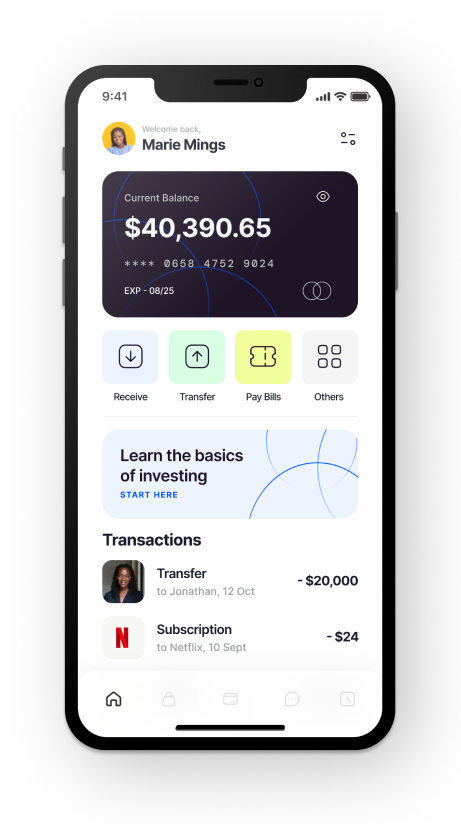 9:41
Welcome back,
Marie Mings
Current Balance
$40,390.65
**** 0658 4752 9024
EXP - 08/25
Receive Transfer Pay Bills Others
Learn the basics
of investing
START HERE
Transactions
Transfer - $20,000
to Jonathan, 12 Oct
N Subscription - $24
to Netflix, 10 Sept